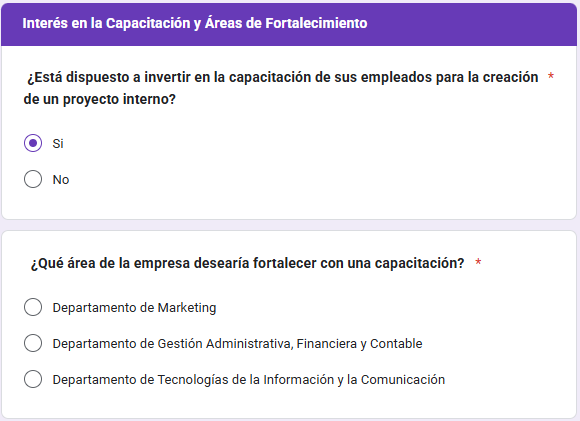 Interés en la Capacitación y Áreas de Fortalecimiento
¿Está dispuesto a invertir en la capacitación de sus empleados para la creación *
de un proyecto interno?
Si
No
¿Qué área de la empresa desearía fortalecer con una capacitación? *
Departamento de Marketing
Departamento de Gestión Administrativa, Financiera y Contable
Departamento de Tecnologías de la Información y la Comunicación